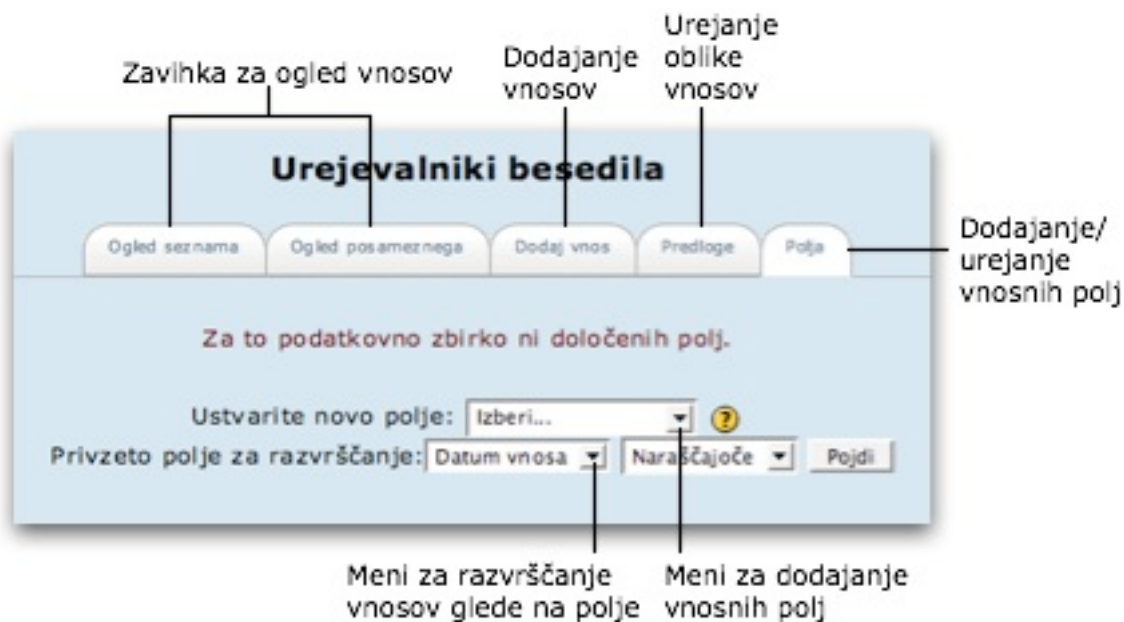 Zavihka za ogled vnosov
Dodajanje
vnosov
Urejanje
oblike
vnosov
Urejevalniki besedila
Ogled seznama
Ogled posameznega
Dodaj vnos
Predloge
Polja
Dodajanje/
urejanje
vnosnih polj
Za to podatkovno zbirko ni določenih polj.
Ustvarite novo polje: Izberi... ?
Privzeto polje za razvrščanje: Datum vnosa Naraščajoče Pojdi
Meni za razvrščanje
vnosov glede na polje
Meni za dodajanje
vnosnih polj